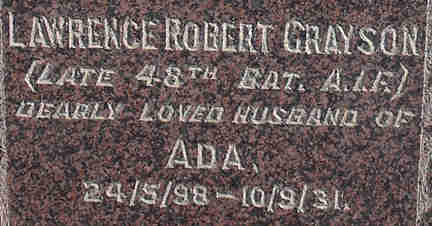 LAWRENCE ROBERT GRAYSON
(LATE 48TH BAT. A.I.F.)
DEARLY LOVED HUSBAND OF
ADA,
24/5/98-10/9/31.